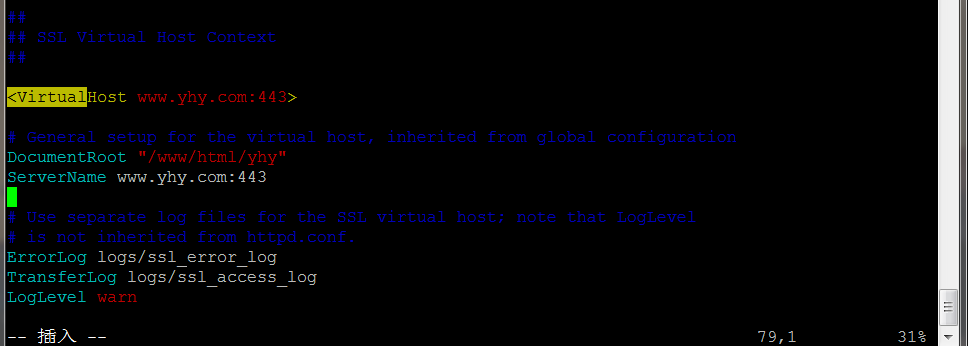 ##
## SSL Virtual Host Context
##
<VirtualHost www.yhy.com:443>
# General setup for the virtual host, inherited from global configuration
DocumentRoot "/www/html/yhy"
ServerName www.yhy.com:443
# Use separate log files for the SSL virtual host; note that LogLevel
# is not inherited from httpd.conf.
ErrorLog logs/ssl_error_log
TransferLog logs/ssl_access_log
LogLevel warn
-- 插入 -- 79,1 31%